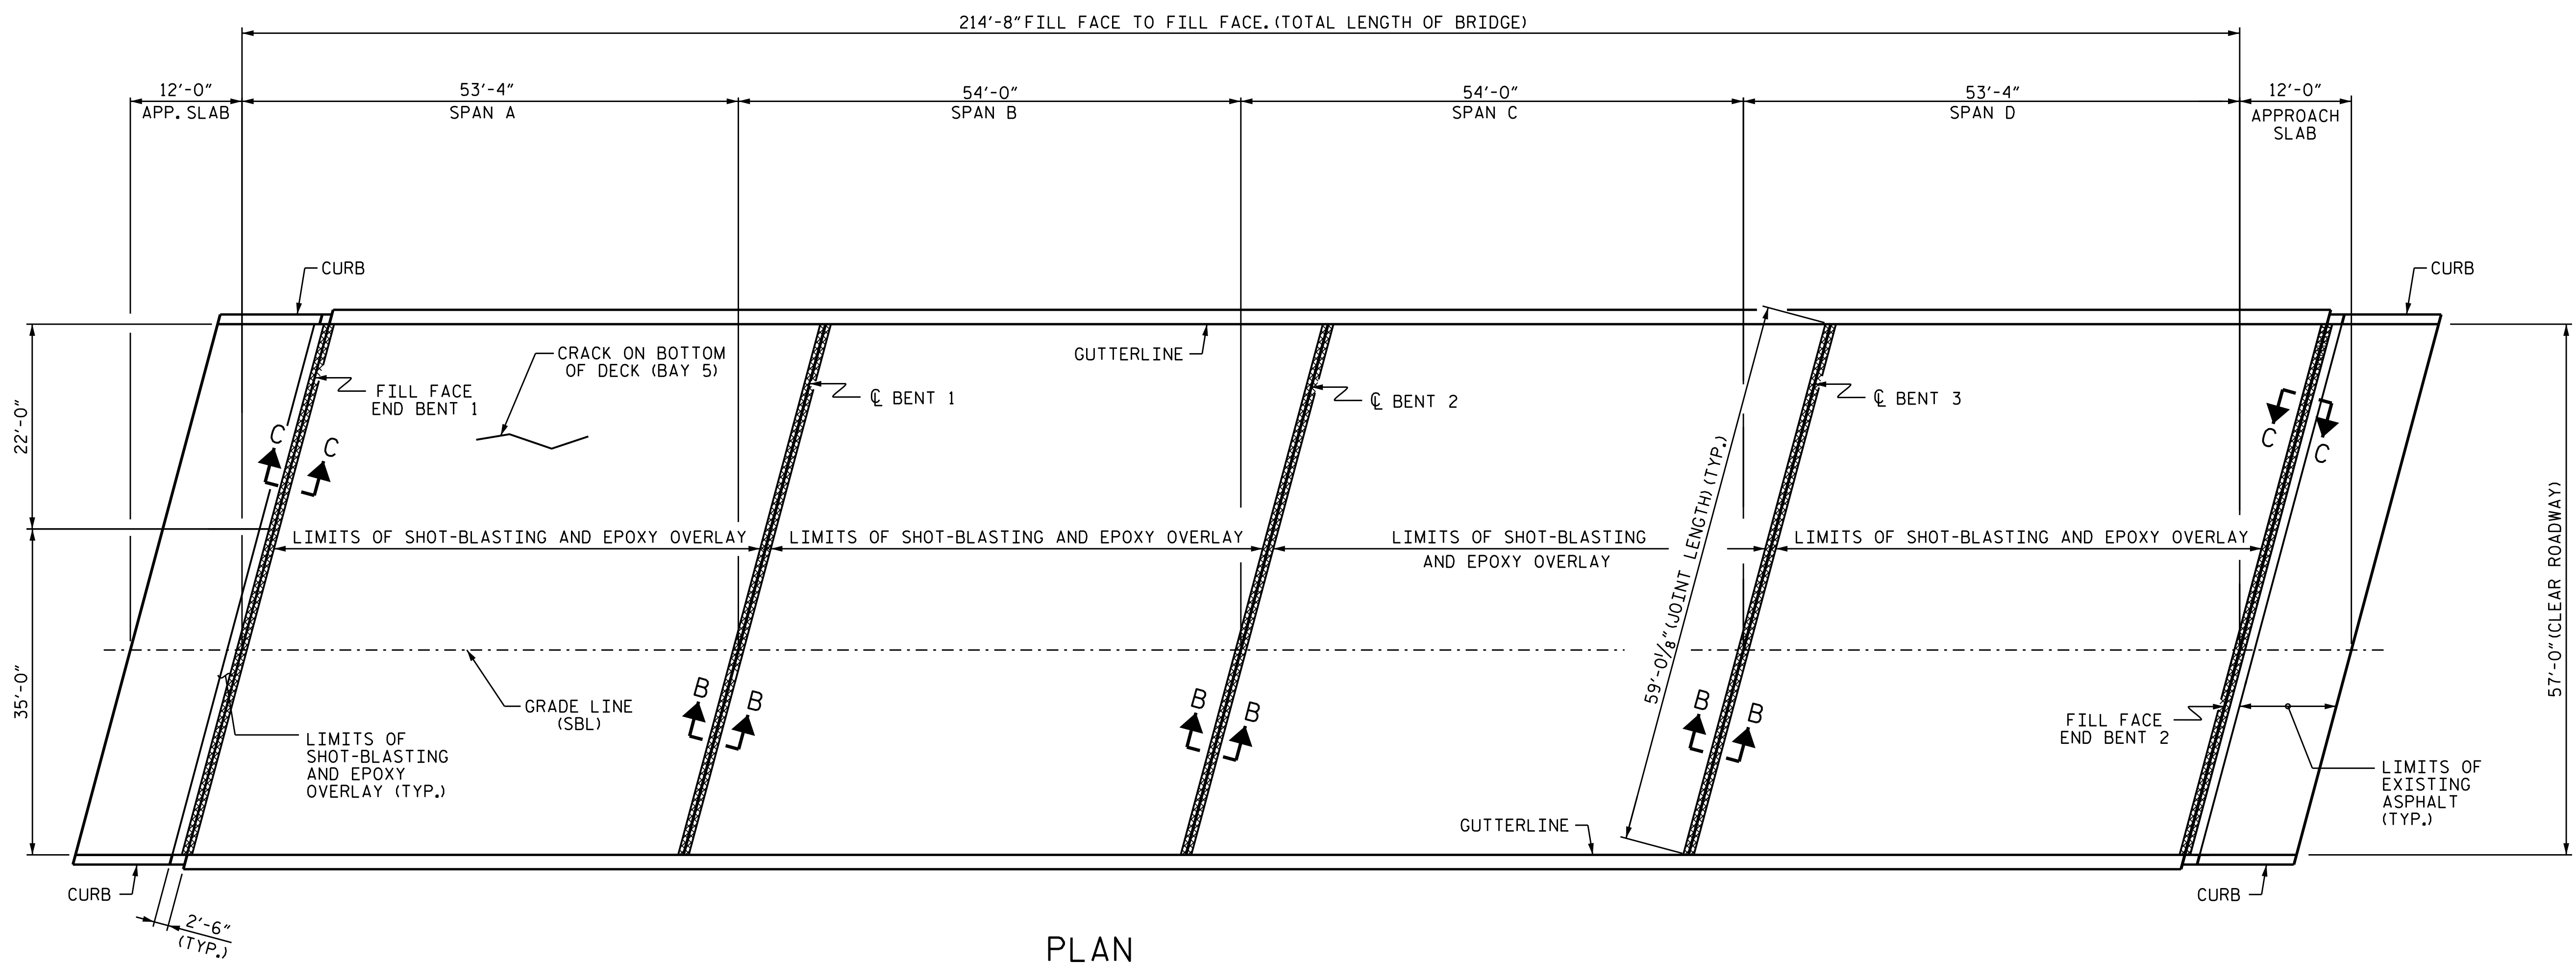 214'-8" FILL FACE TO FILL FACE. (TOTAL LENGTH OF BRIDGE)
12'-0"
APP. SLAB
53'-4"
SPAN A
54'-0"
SPAN B
54'-0"
SPAN C
53'-4"
SPAN D
12'-0"
APPROACH
SLAB
CURB
CURB
CRACK ON BOTTOM
OF DECK (BAY 5)
GUTTERLINE
FILL FACE
END BENT 1
℄ BENT 1
℄ BENT 2
℄ BENT 3
22'-0"
C
C
C
C
LIMITS OF SHOT-BLASTING AND EPOXY OVERLAY
LIMITS OF SHOT-BLASTING AND EPOXY OVERLAY
LIMITS OF SHOT-BLASTING
AND EPOXY OVERLAY
LIMITS OF SHOT-BLASTING AND EPOXY OVERLAY
59'-0 1/8" (JOINT LENGTH) (TYP.)
57'-0" (CLEAR ROADWAY)
35'-0"
B
B
B
B
B
B
GRADE LINE
(SBL)
LIMITS OF
SHOT-BLASTING
AND EPOXY
OVERLAY (TYP.)
FILL FACE
END BENT 2
LIMITS OF
EXISTING
ASPHALT
(TYP.)
GUTTERLINE
CURB
CURB
2'-6"
(TYP.)
PLAN